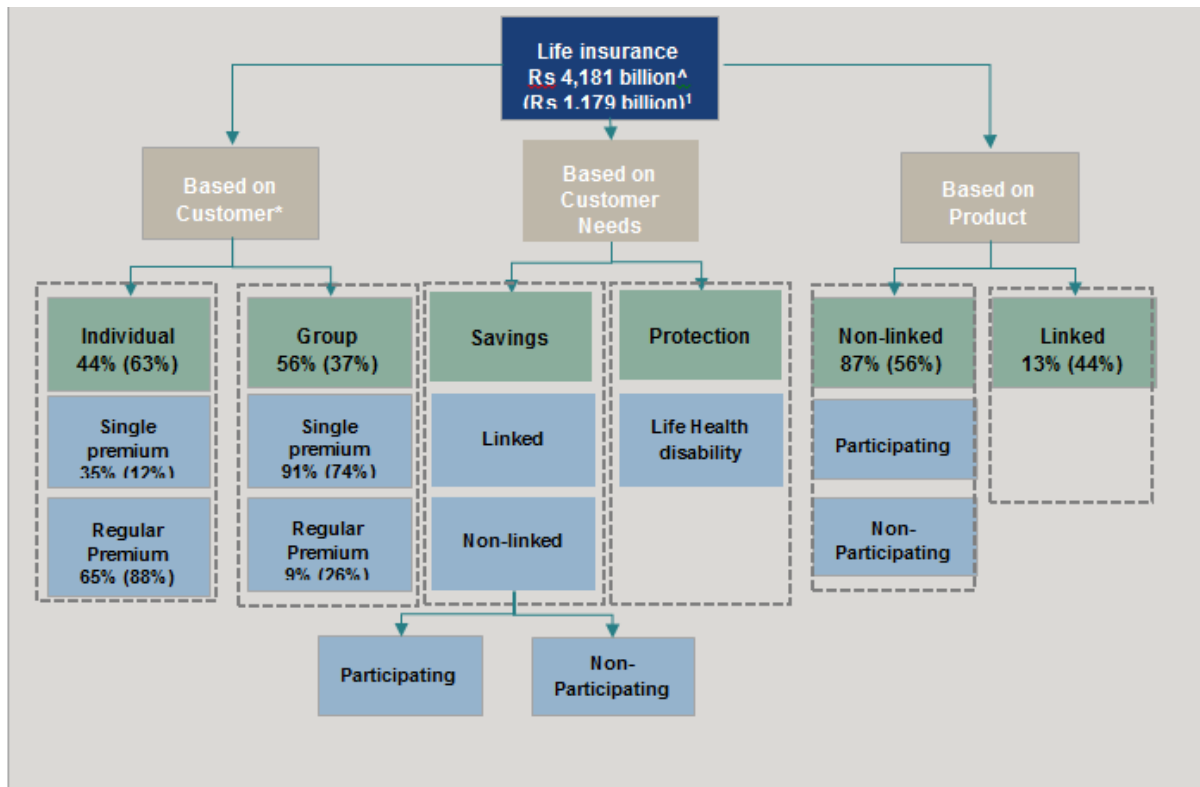 Life insurance
Rs 4,181 billion^
(Rs 1.179 billion)¹
Based on
Customer*
Based on
Customer
Needs
Based on
Product
Individual
44% (63%)
Group
56% (37%)
Savings
Protection
Non-linked
87% (56%)
Linked
13% (44%)
Single
premium
35% (12%)
Single
premium
91% (74%)
Linked
Life Health
disability
Participating
Regular
Premium
65% (88%)
Regular
Premium
9% (26%)
Non-linked
Non-
Participating
Participating
Non-
Participating